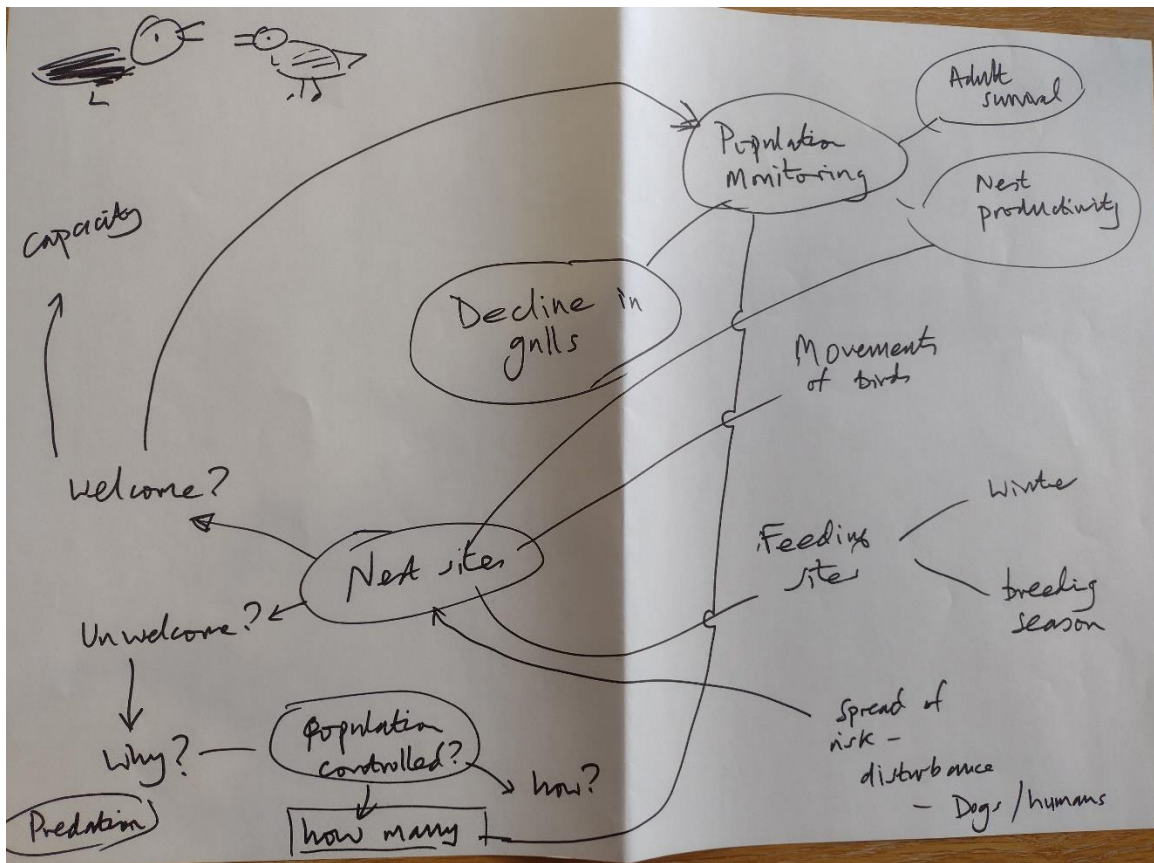 Adult
survival
Population
Monitoring
Nest
productivity
Capacity
Decline in
gulls
Movements
of birds
Welcome?
Winter
Feeding
sites
Nest sites
breeding
season
Unwelcome?
Spread of
risk -
disturbance
- Dogs/humans
Why?
Population
controlled?
how?
Predation
how many